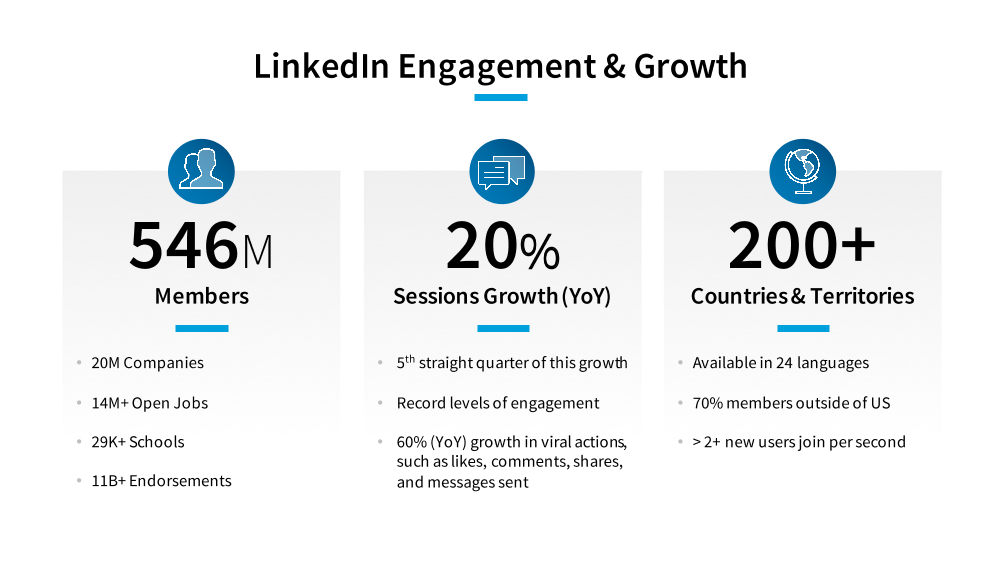 LinkedIn Engagement & Growth
546M
Members
• 20M Companies
• 14M+ Open Jobs
• 29K+ Schools
• 11B+ Endorsements
20%
Sessions Growth (YoY)
• 5th straight quarter of this growth
• Record levels of engagement
• 60% (YoY) growth in viral actions,
such as likes, comments, shares,
and messages sent
200+
Countries & Territories
• Available in 24 languages
• 70% members outside of US
• > 2+ new users join per second